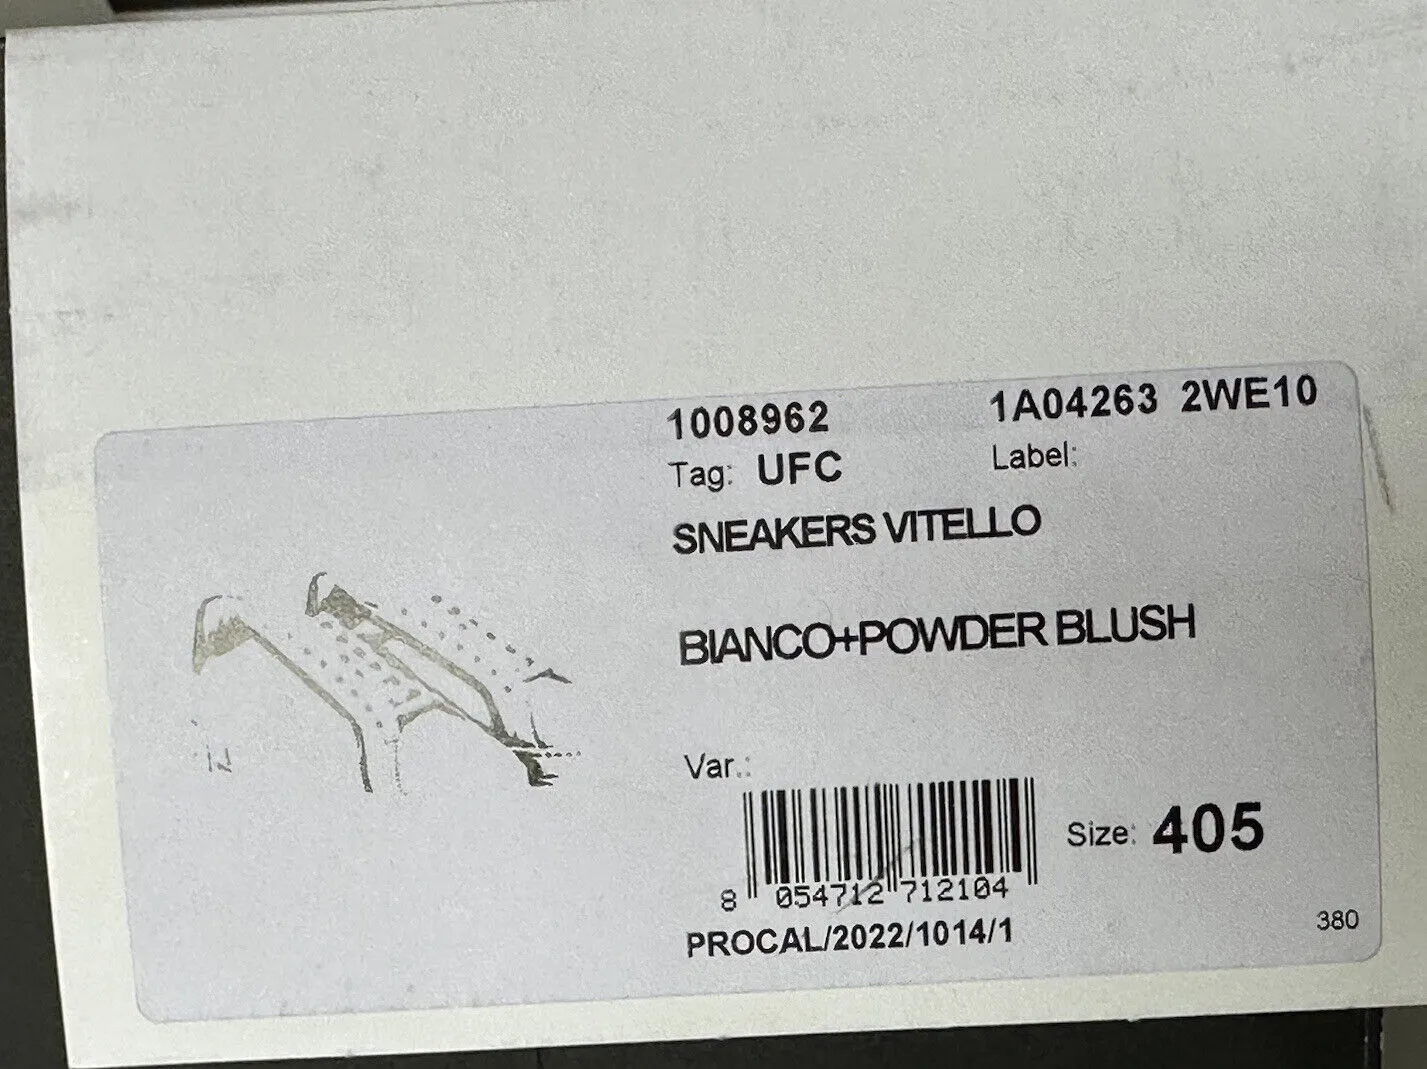 1008962 1A04263 2WE10
Tag: UFC Label:
SNEAKERS VITELLO
BIANCO+POWDER BLUSH
Var.:
Size: 405
8 054712 712104
PROCAL/2022/1014/1
380